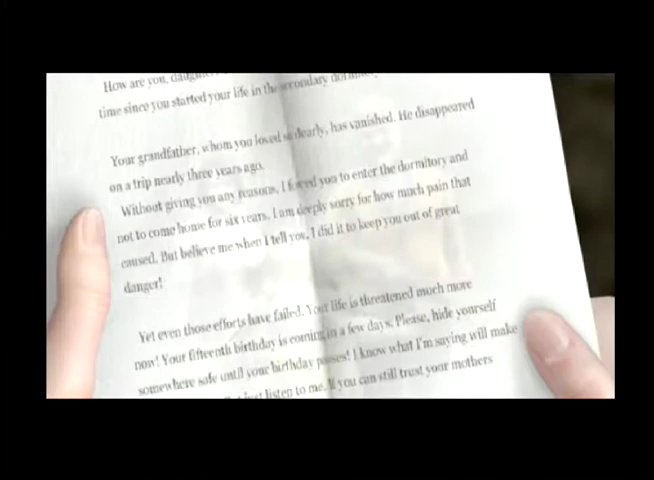 How are you, daughter
time since you started your life in the secondary
Your grandfather, whom you loved so dearly, has vanished. He disappeared
on a trip nearly three years ago.
Without giving you any reasons, I forced you to enter the dormitory and
not to come home for six years. I am deeply sorry for how much pain that
caused. But believe me when I tell you, I did it to keep you out of great
danger!
Yet even those efforts have failed. Your life is threatened much more
now! Your fifteenth birthday is coming in a few days. Please, hide yourself
somewhere safe until your birthday passes! I know what I'm saying will make
just listen to me. If you can still trust your mothers